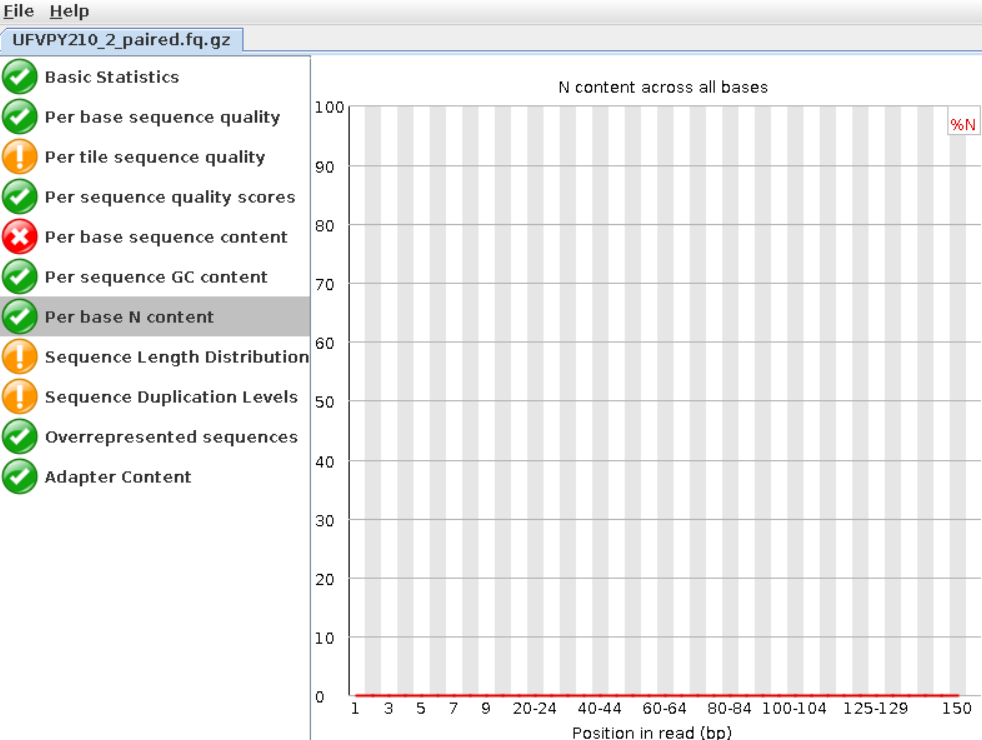 File Help
UFVPY210_2_paired.fq.gz
Basic Statistics
Per base sequence quality
Per tile sequence quality
Per sequence quality scores
Per base sequence content
Per sequence GC content
Per base N content
Sequence Length Distribution
Sequence Duplication Levels
Overrepresented sequences
Adapter Content
N content across all bases
%N
100
90
80
70
60
50
40
30
20
10
0
1 3 5 7 9 20-24 40-44 60-64 80-84 100-104 125-129 150
Position in read (bp)